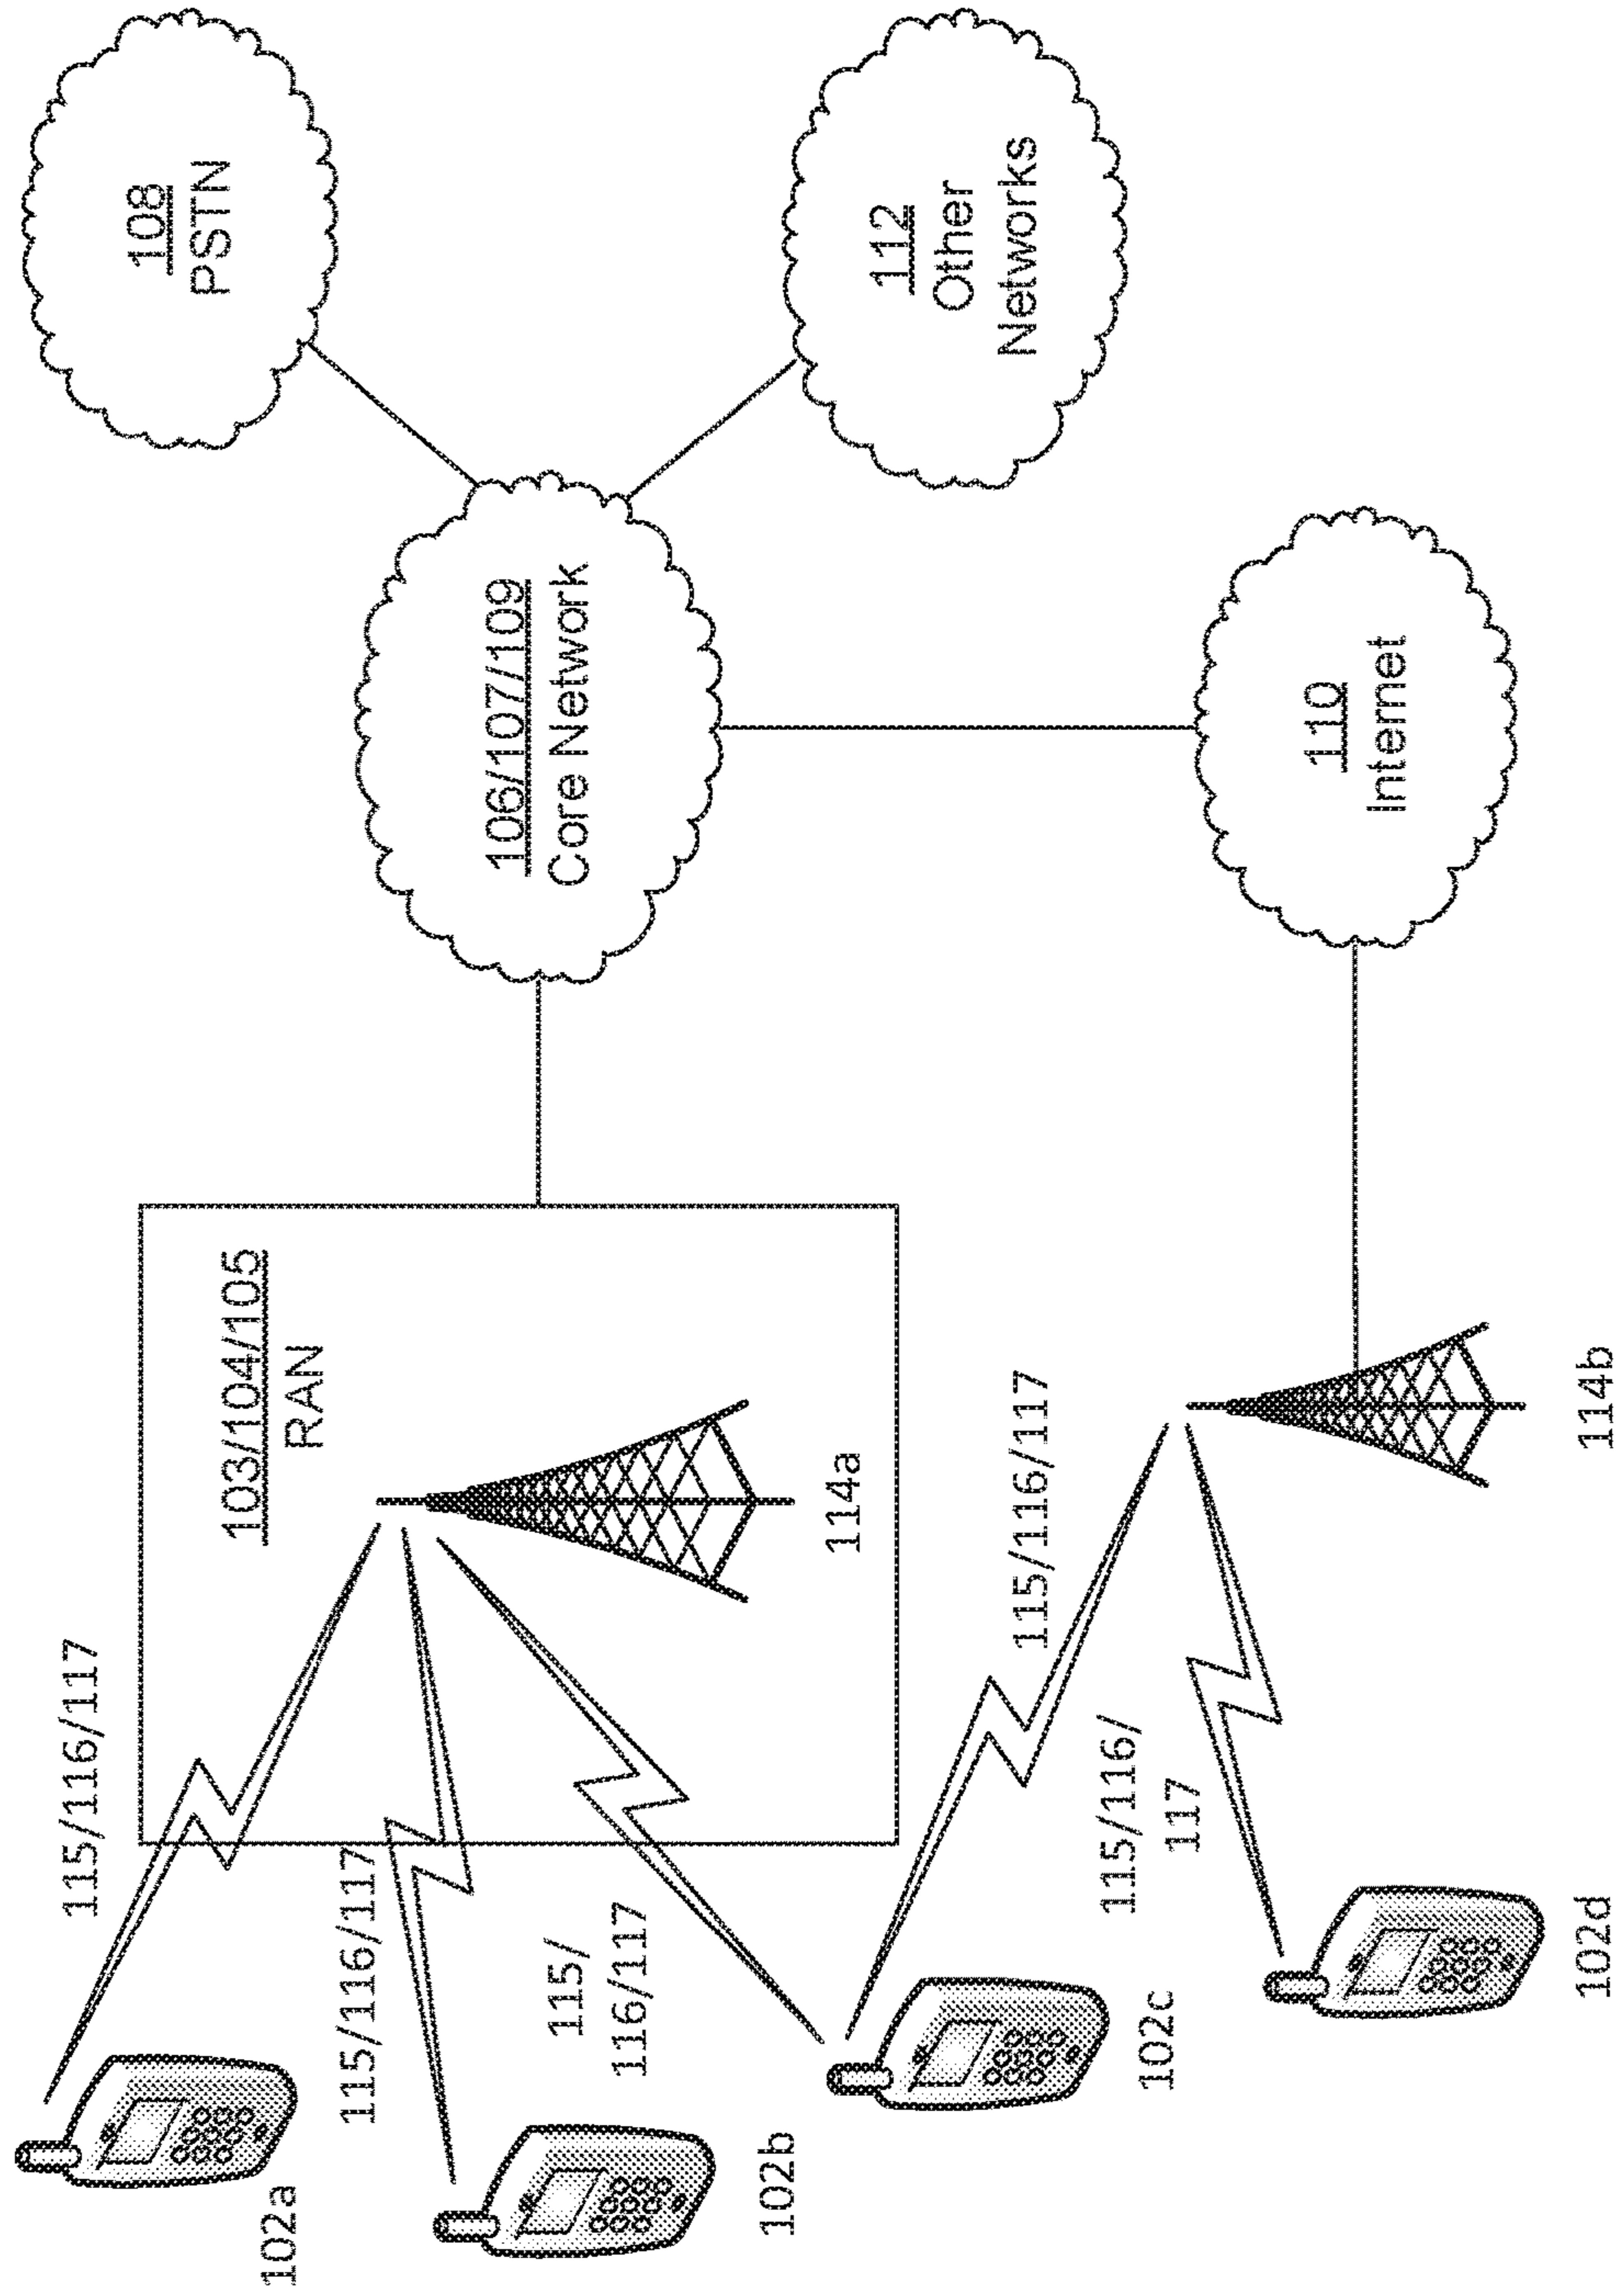 115/116/117
103/104/105
RAN
108
PSTN
102a
115/116/117
106/107/109
Core Network
115/
116/117
114a
112
Other
Networks
102b
115/116/117
102c
115/116/
117
110
Internet
102d
114b